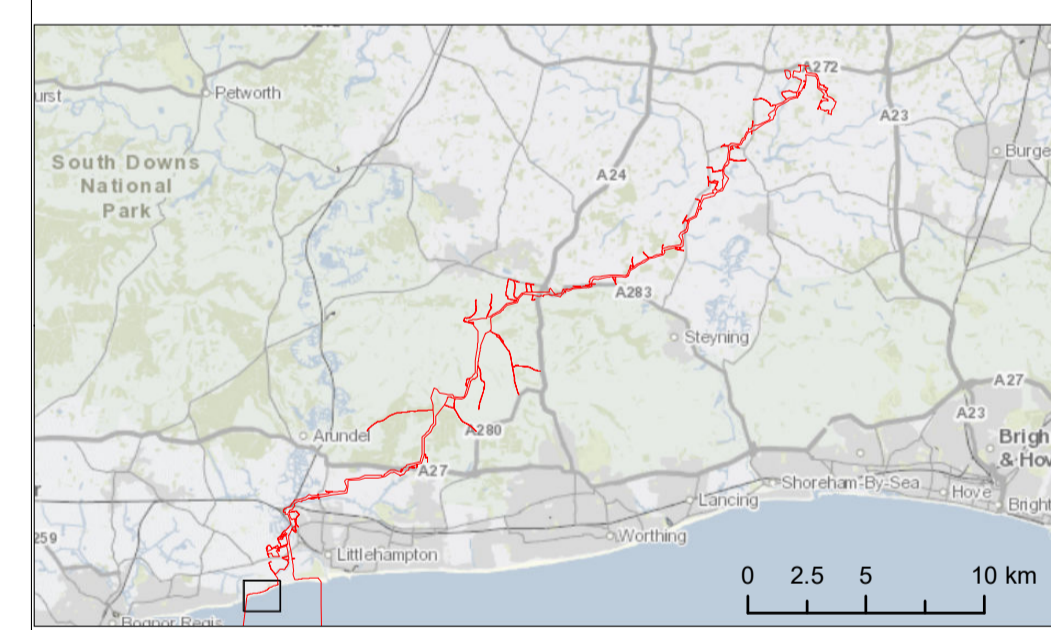 A272
urst
Petworth
A23
Burge
South Downs
National
Park
A24
A283
Steyning
A27
A23
Arundel
A280
Brigh
& Hov
A27
Shoreham-By-Sea
Hove
Bright
Lancing
r
259
Worthing
Littlehampton
0 2.5 5 10 km
Bognor Regis